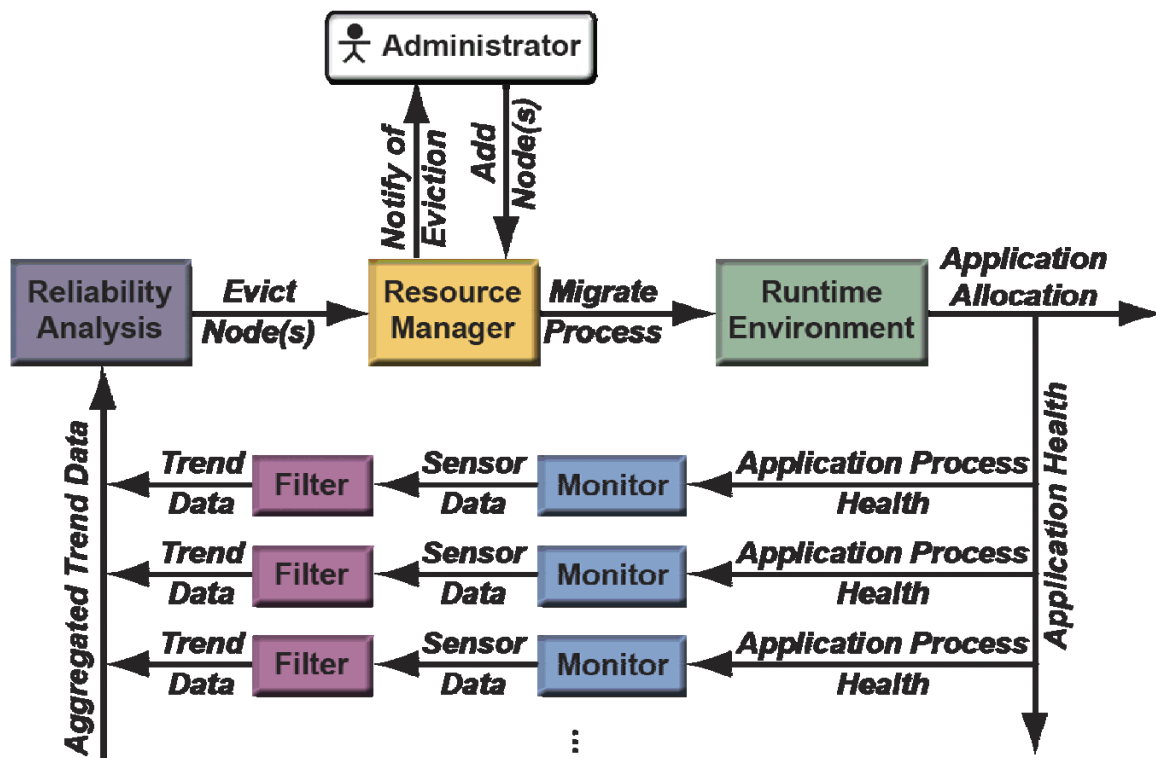 Administrator
Notify of
Eviction
Add
Node(s)
Reliability
Analysis
Evict
Node(s)
Resource
Manager
Migrate
Process
Runtime
Environment
Application
Allocation
Aggregated Trend Data
Application Health
Trend
Data
Filter
Sensor
Data
Monitor
Application Process
Health
Trend
Data
Filter
Sensor
Data
Monitor
Application Process
Health
Trend
Data
Filter
Sensor
Data
Monitor
Application Process
Health
...